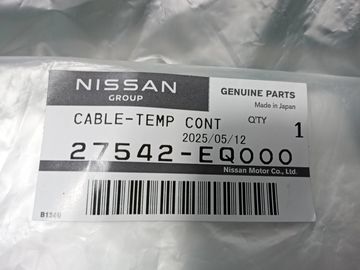 NISSAN
GROUP
GENUINE PARTS
Made in Japan
CABLE-TEMP CONT
Q'TY
1
2025/05/12
27542-EQ000
Nissan Motor Co., Ltd.